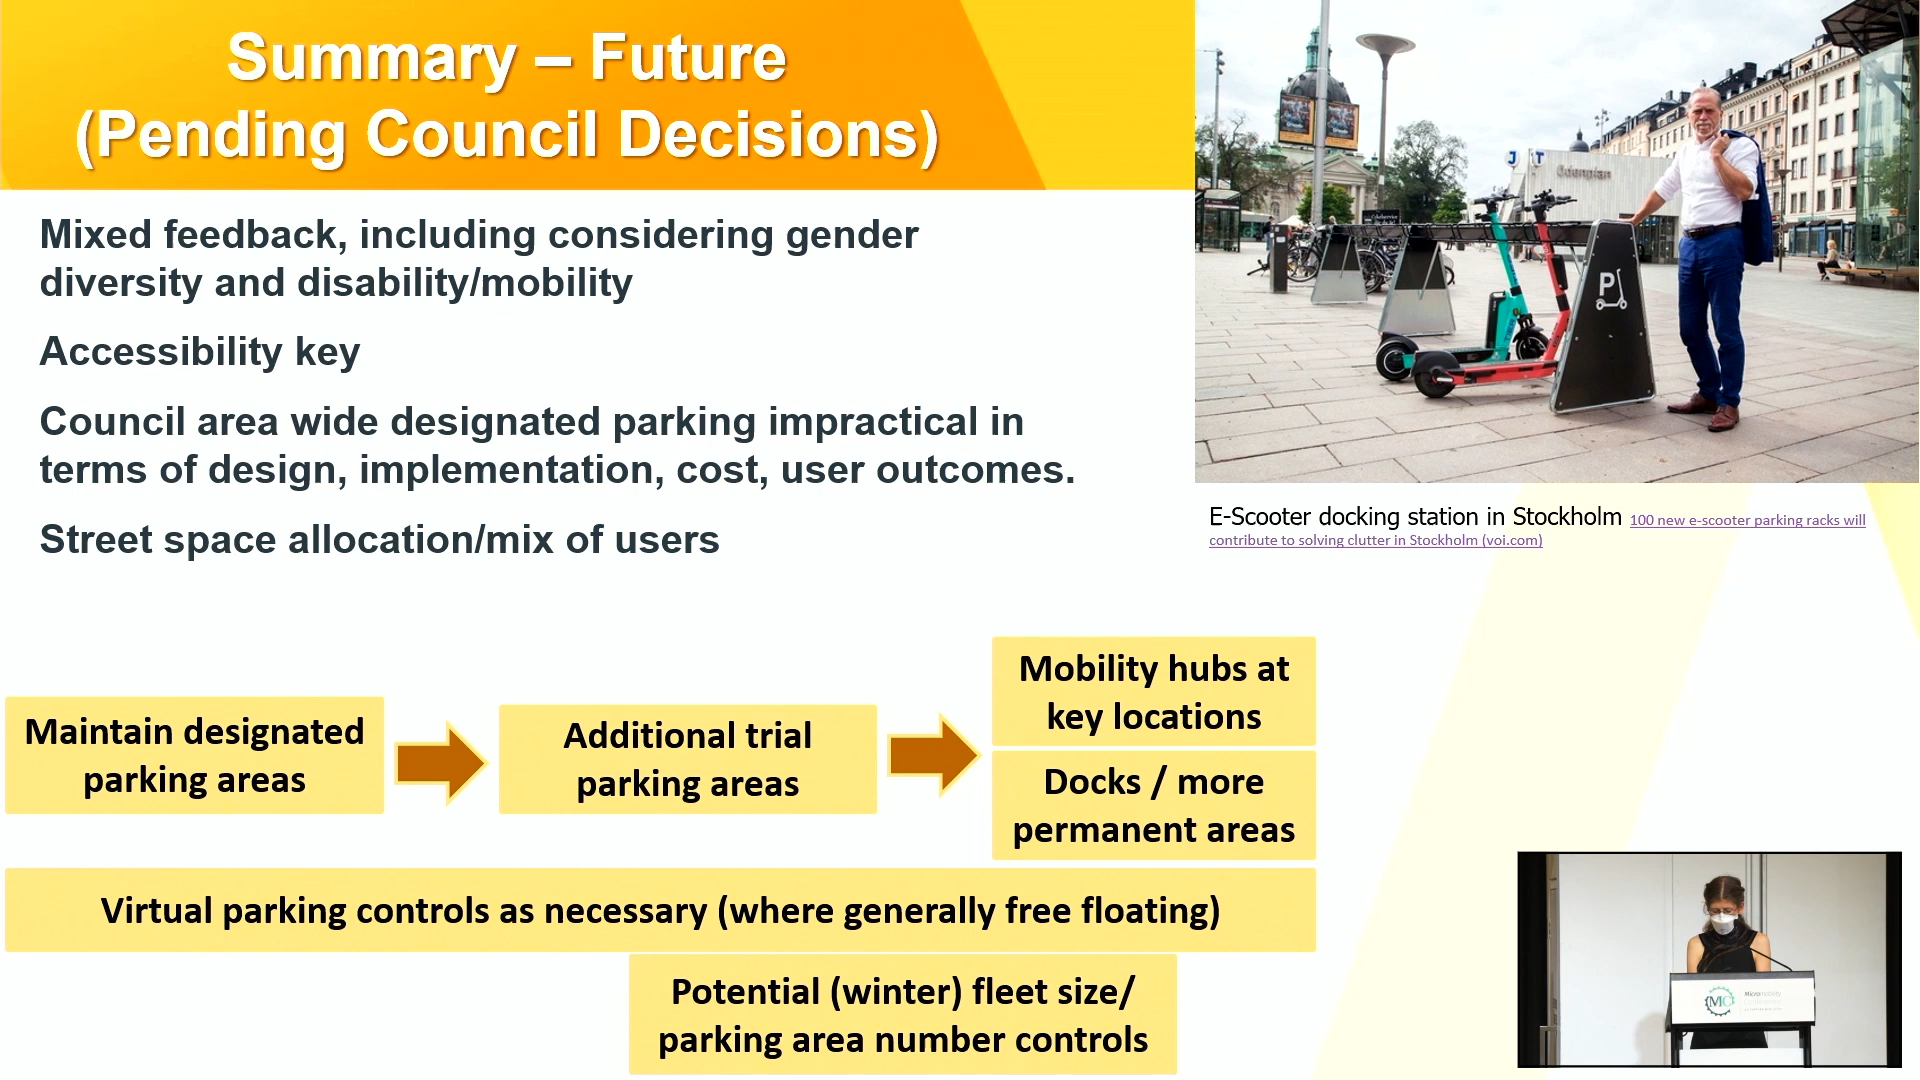 Summary – Future
(Pending Council Decisions)
Mixed feedback, including considering gender
diversity and disability/mobility
Accessibility key
Council area wide designated parking impractical in
terms of design, implementation, cost, user outcomes.
Street space allocation/mix of users
J T
Odenplan
P
E-Scooter docking station in Stockholm 100 new e-scooter parking racks will
contribute to solving clutter in Stockholm (voi.com)
Maintain designated
parking areas
Additional trial
parking areas
Mobility hubs at
key locations
Docks / more
permanent areas
Virtual parking controls as necessary (where generally free floating)
Potential (winter) fleet size/
parking area number controls
MC
Micromobility